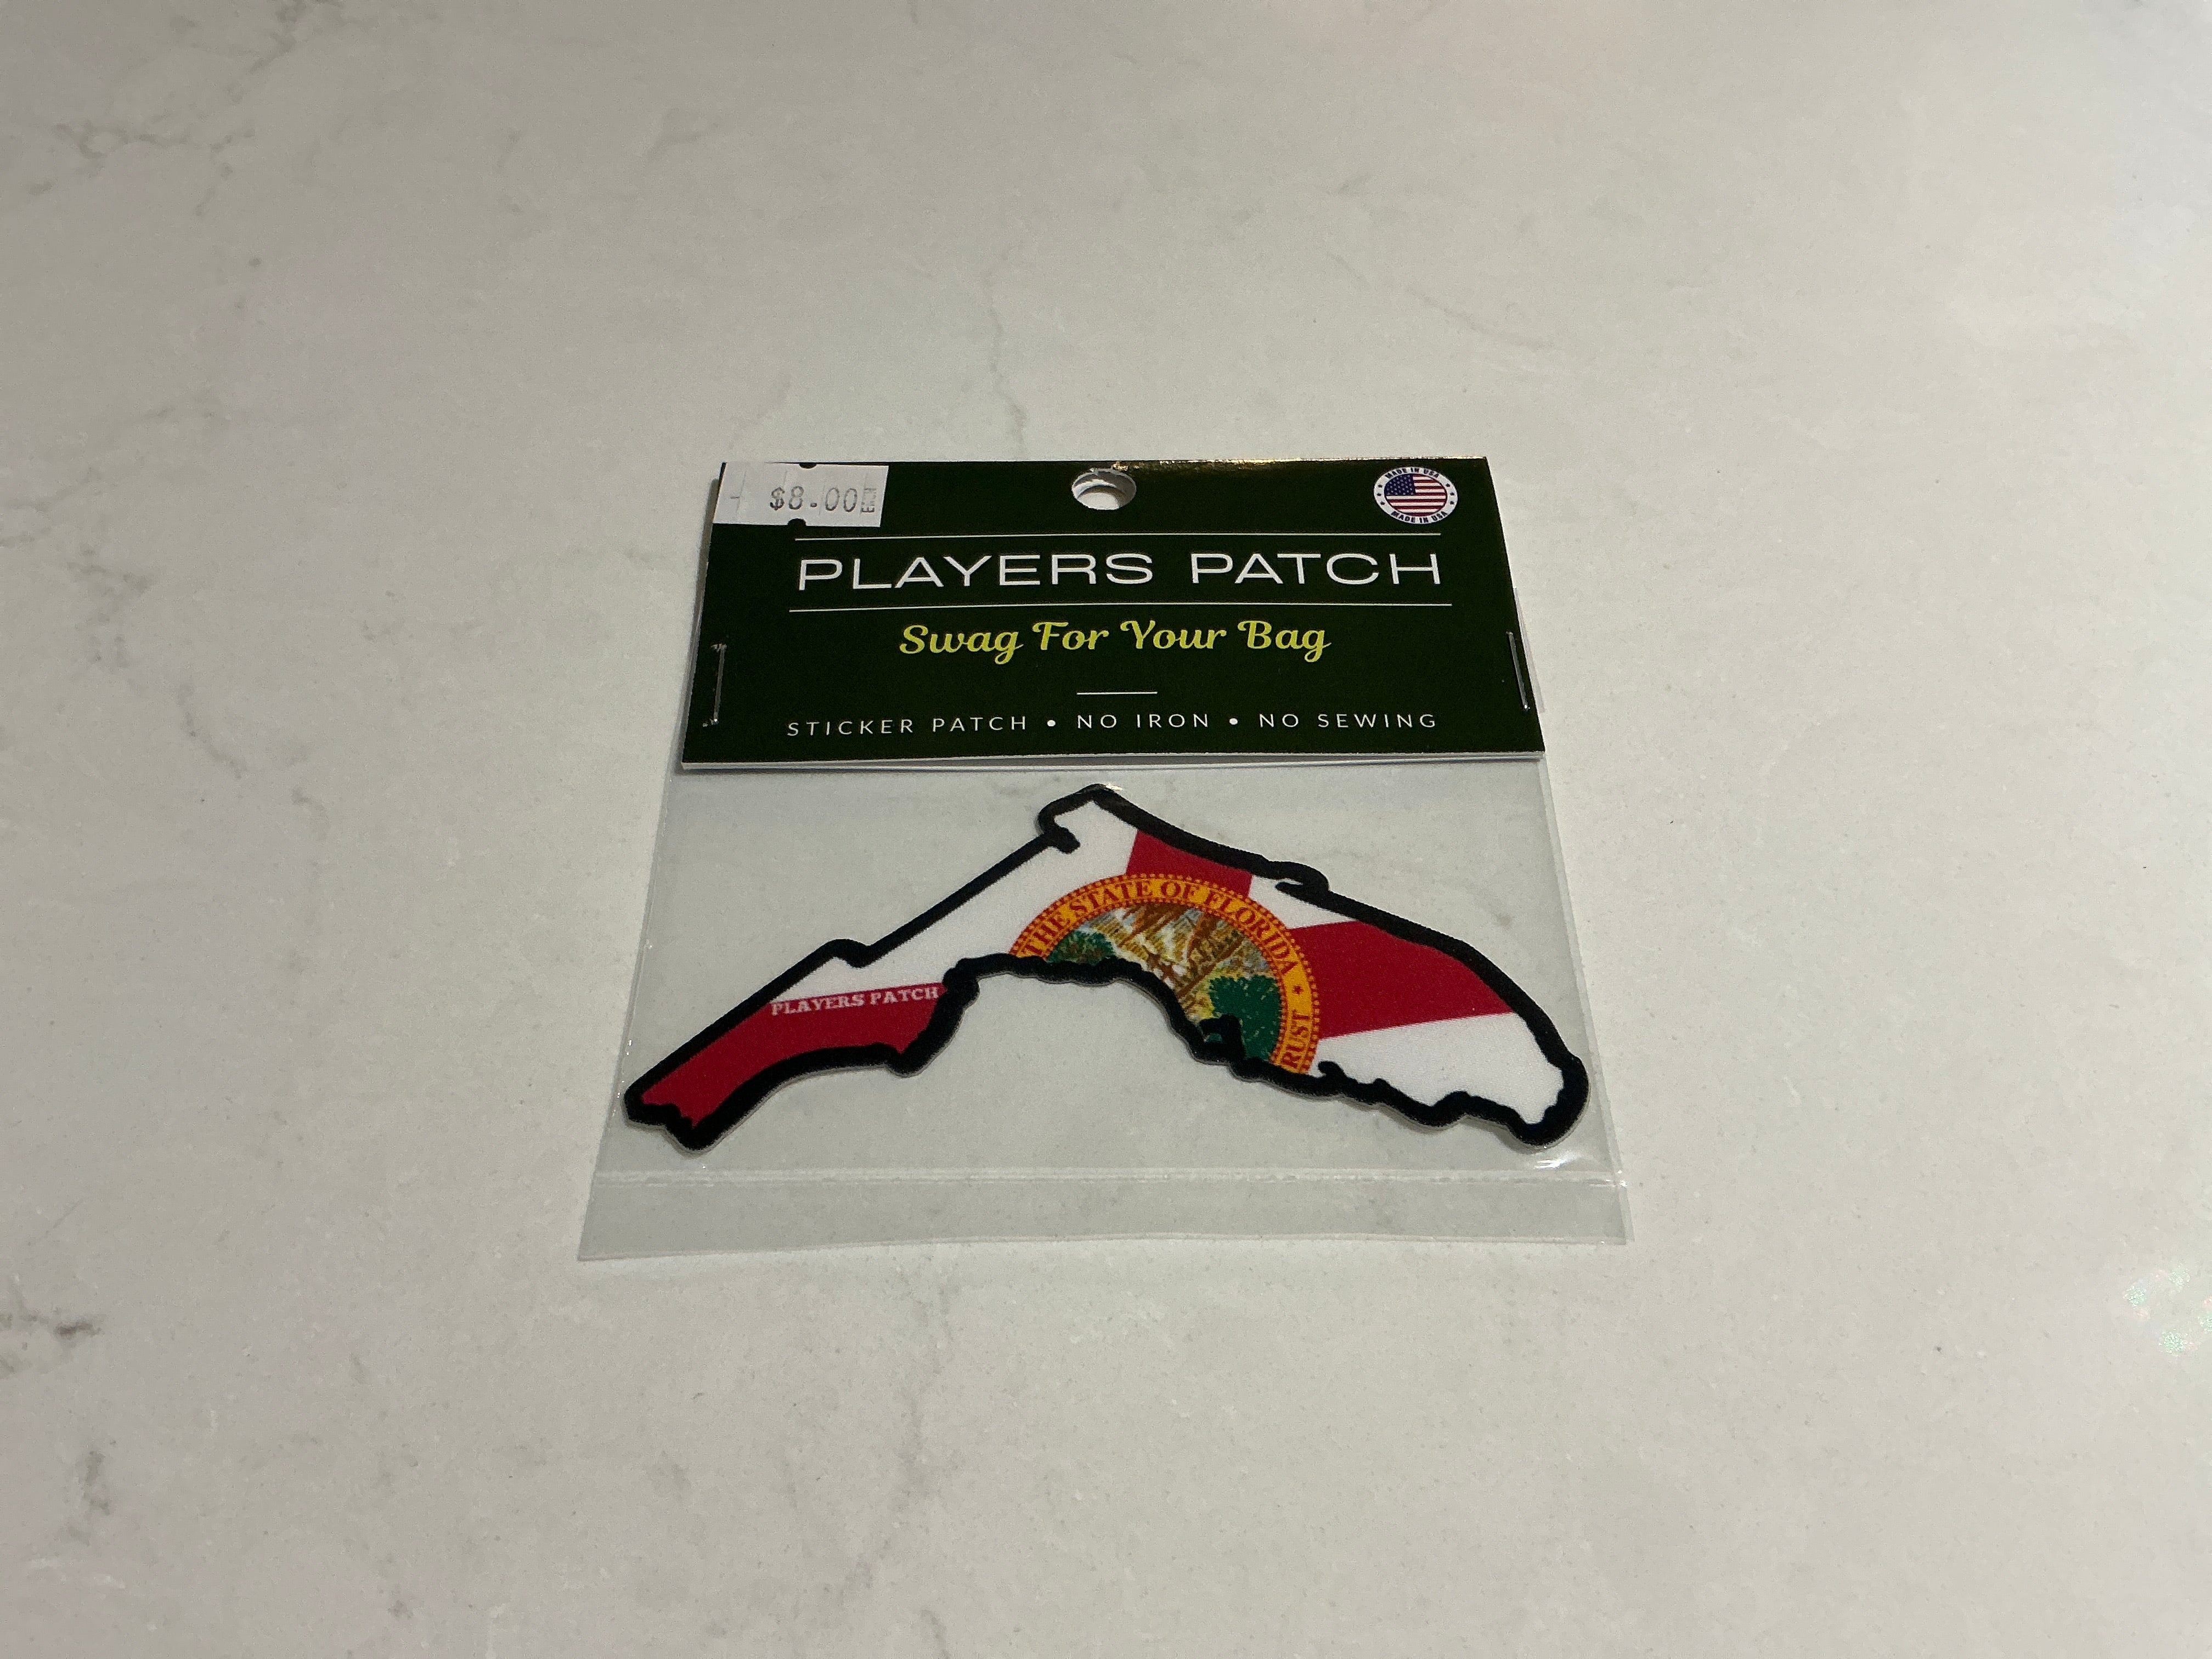 $8.00
MADE IN USA
MADE IN USA
PLAYERS PATCH
Swag For Your Bag
STICKER PATCH • NO IRON • NO SEWING
THE STATE OF FLORIDA
RUST
PLAYERS PATCH